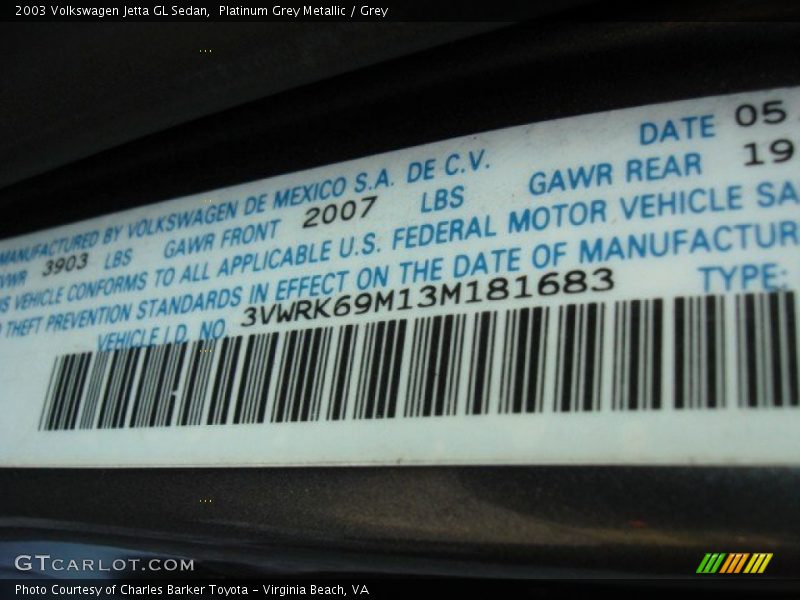 2003 Volkswagen Jetta GL Sedan,  Platinum Grey Metallic / Grey
DATE 05
MANUFACTURED BY VOLKSWAGEN DE MEXICO S.A. DE C.V.
3903 LBS GAWR FRONT 2007 LBS GAWR REAR 19
VEHICLE CONFORMS TO ALL APPLICABLE U.S. FEDERAL MOTOR VEHICLE SA
THEFT PREVENTION STANDARDS IN EFFECT ON THE DATE OF MANUFACTUR
VEHICLE I.D. NO 3VWRK69M13M181683 TYPE:
GTCARLOT.COM
Photo Courtesy of Charles Barker Toyota - Virginia Beach, VA